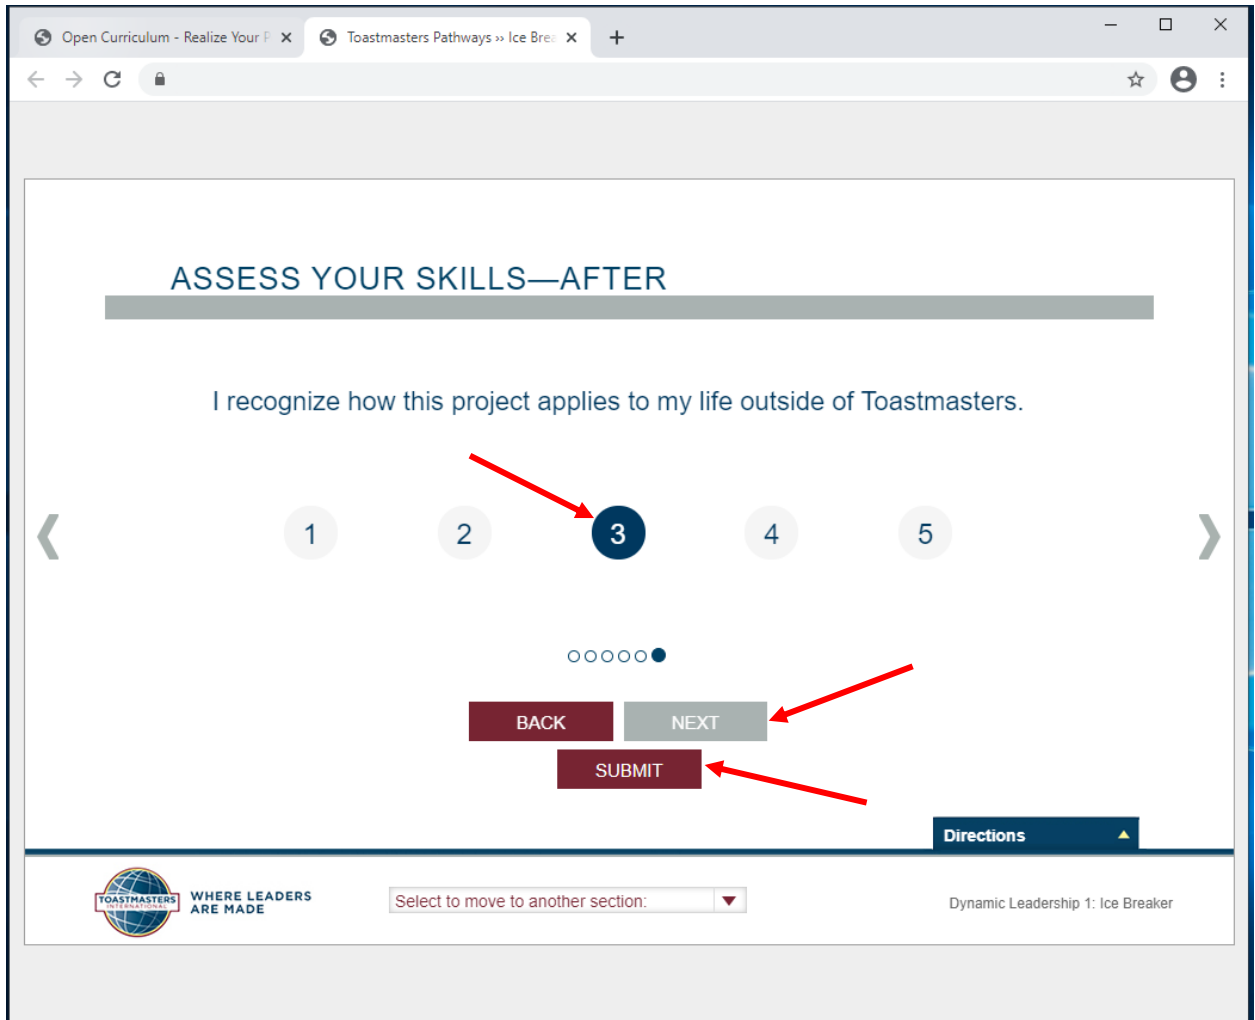 Open Curriculum - Realize Your P
Toastmasters Pathways ›› Ice Brea
ASSESS YOUR SKILLS—AFTER
I recognize how this project applies to my life outside of Toastmasters.
1 2 3 4 5
BACK NEXT
SUBMIT
Directions
TOASTMASTERS
INTERNATIONAL
WHERE LEADERS
ARE MADE
Select to move to another section:
Dynamic Leadership 1: Ice Breaker